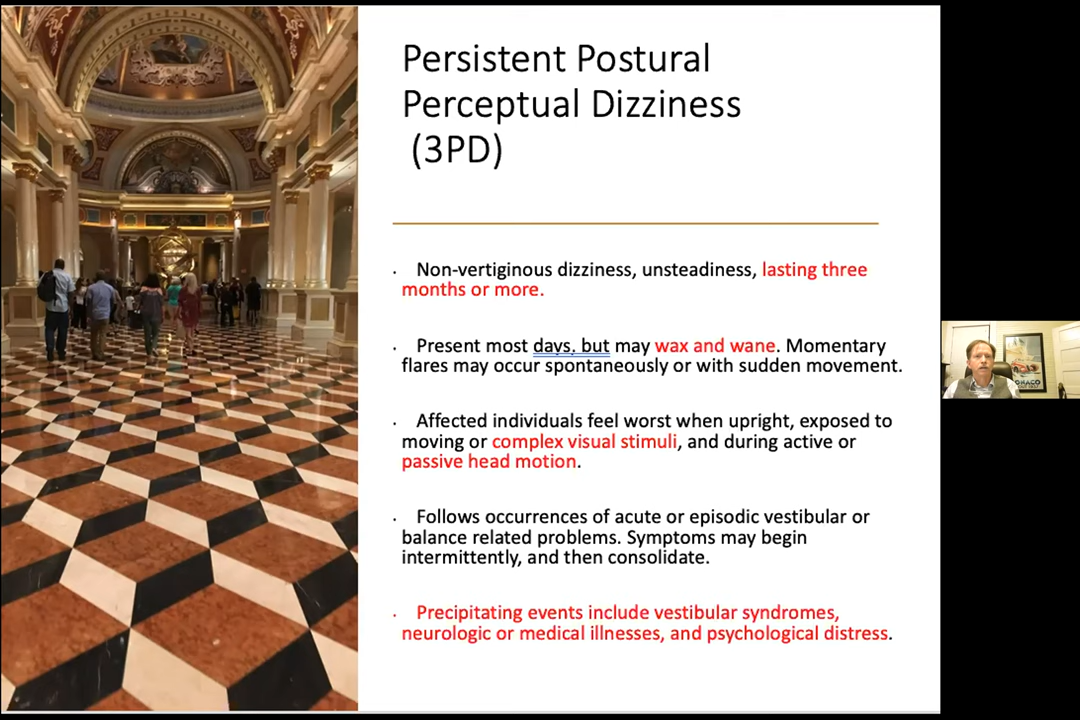 Persistent Postural
Perceptual Dizziness
(3PD)
· Non-vertiginous dizziness, unsteadiness, lasting three
months or more.
· Present most days, but may wax and wane. Momentary
flares may occur spontaneously or with sudden movement.
· Affected individuals feel worst when upright, exposed to
moving or complex visual stimuli, and during active or
passive head motion.
· Follows occurrences of acute or episodic vestibular or
balance related problems. Symptoms may begin
intermittently, and then consolidate.
· Precipitating events include vestibular syndromes,
neurologic or medical illnesses, and psychological distress.